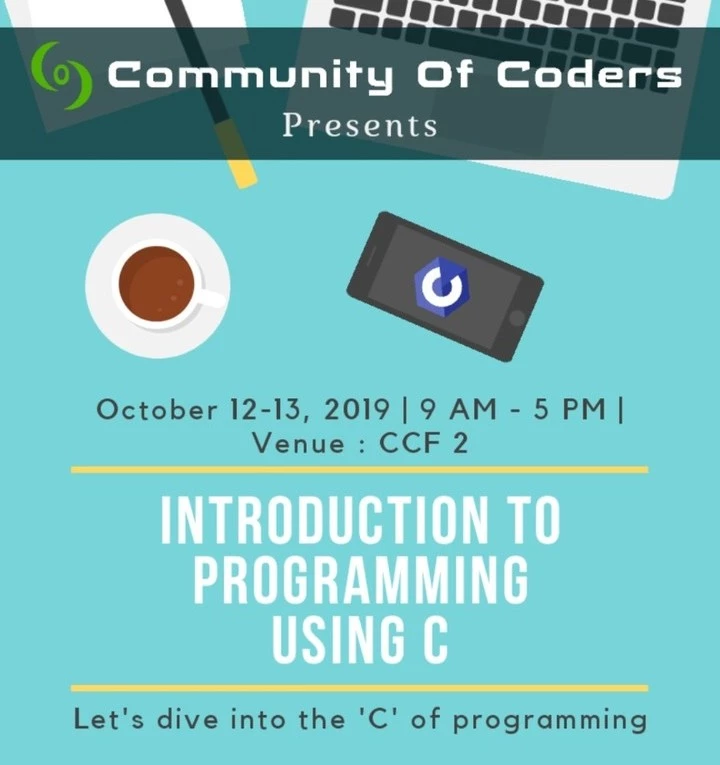 Community Of Coders
Presents
October 12-13, 2019 | 9 AM - 5 PM |
Venue : CCF 2
INTRODUCTION TO
PROGRAMMING
USING C
Let's dive into the 'C' of programming